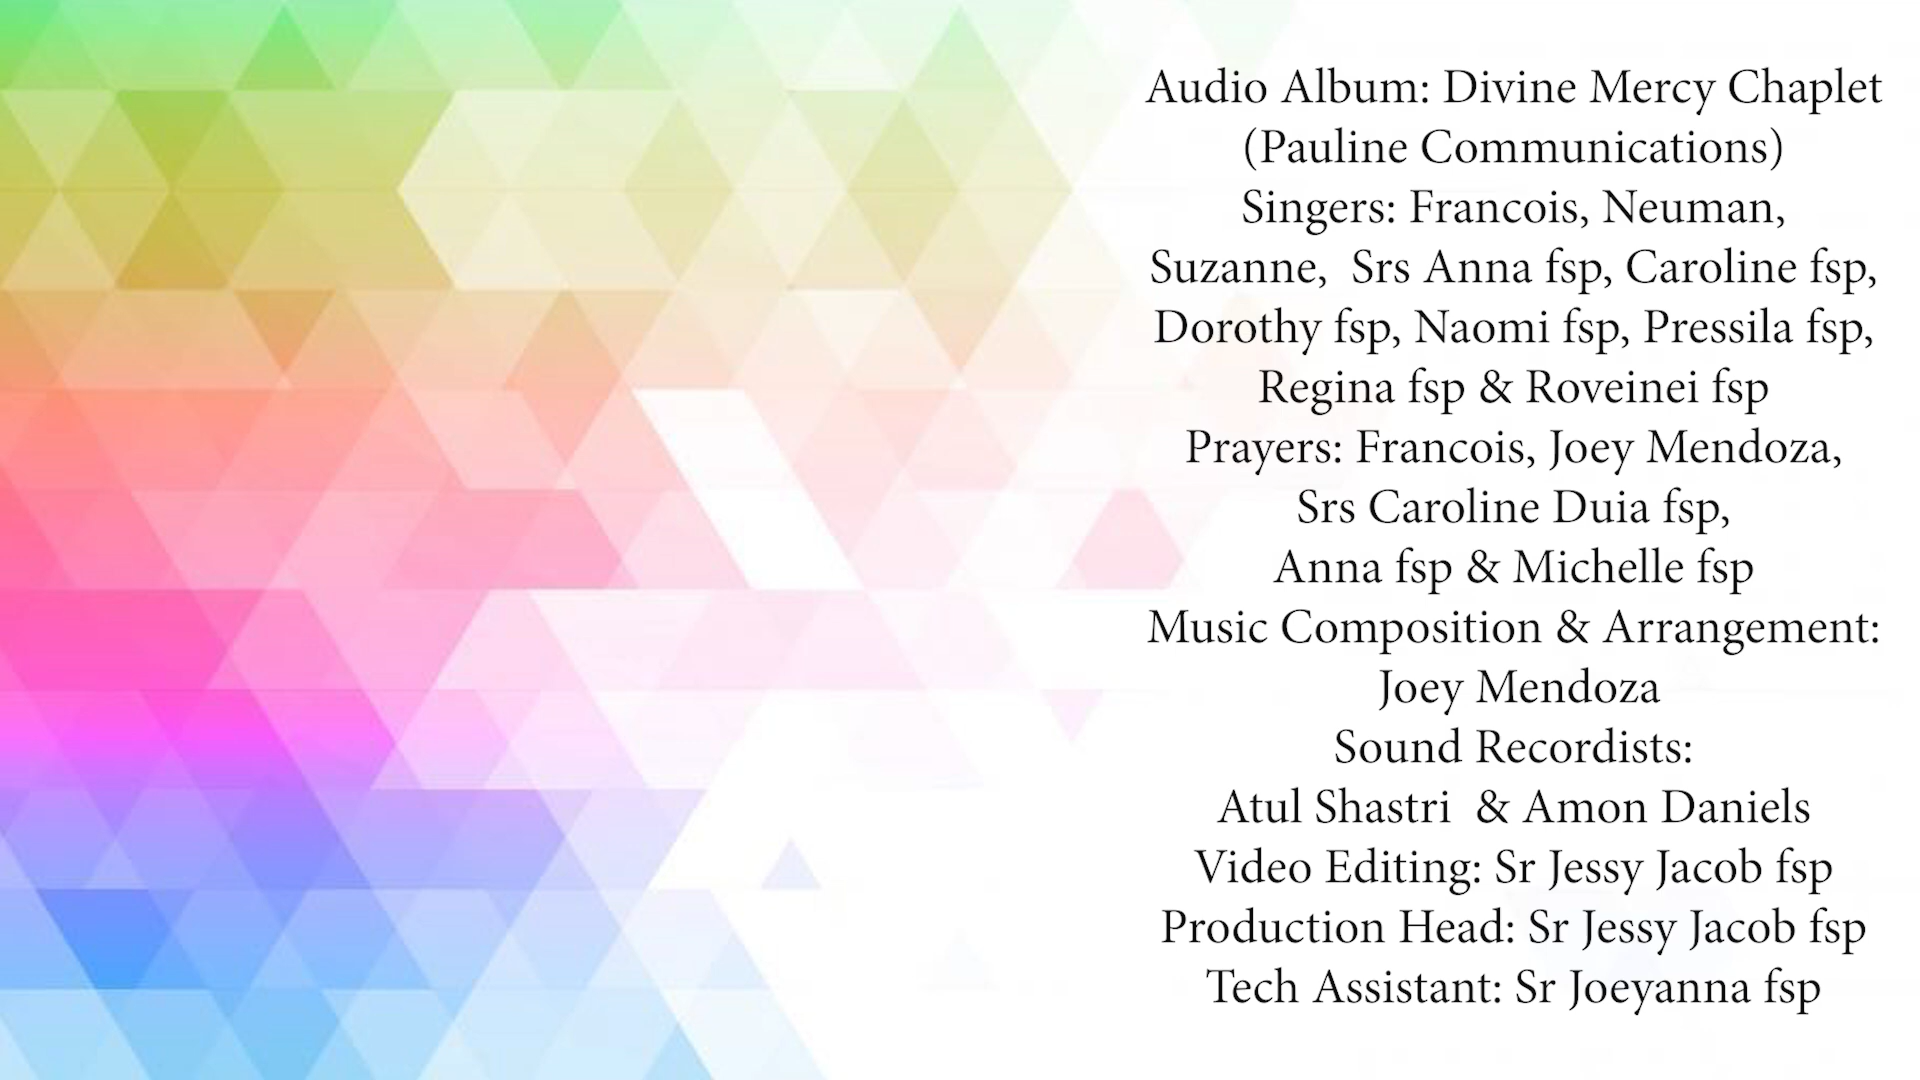 Audio Album: Divine Mercy Chaplet
(Pauline Communications)
Singers: Francois, Neuman,
Suzanne,  Srs Anna fsp, Caroline fsp,
Dorothy fsp, Naomi fsp, Pressila fsp,
Regina fsp & Roveinei fsp
Prayers: Francois, Joey Mendoza,
Srs Caroline Duia fsp,
Anna fsp & Michelle fsp
Music Composition & Arrangement:
Joey Mendoza
Sound Recordists:
Atul Shastri  & Amon Daniels
Video Editing: Sr Jessy Jacob fsp
Production Head: Sr Jessy Jacob fsp
Tech Assistant: Sr Joeyanna fsp